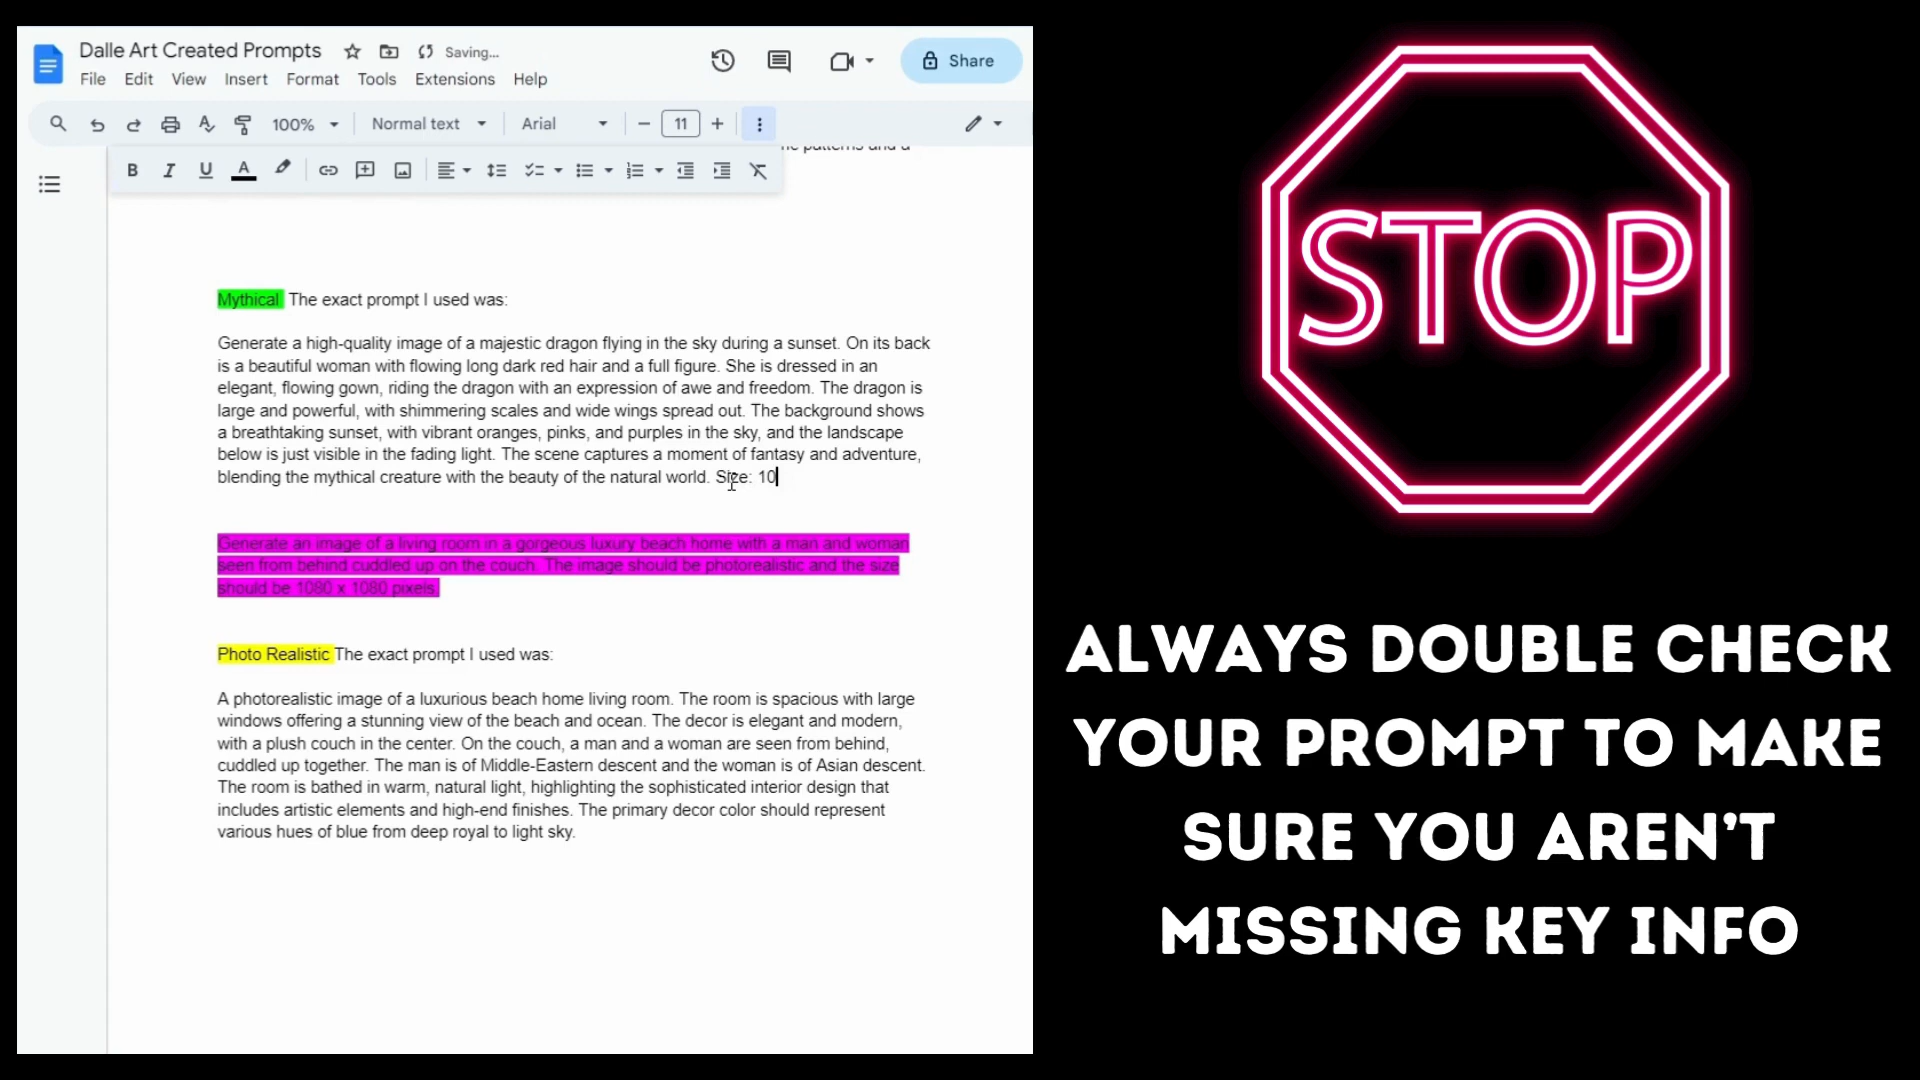 Dalle Art Created Prompts
Saving...
File Edit View Insert Format Tools Extensions Help
Share
100% Normal text Arial 11
patterns and a
Mythical The exact prompt I used was:
Generate a high-quality image of a majestic dragon flying in the sky during a sunset. On its back
is a beautiful woman with flowing long dark red hair and a full figure. She is dressed in an
elegant, flowing gown, riding the dragon with an expression of awe and freedom. The dragon is
large and powerful, with shimmering scales and wide wings spread out. The background shows
a breathtaking sunset, with vibrant oranges, pinks, and purples in the sky, and the landscape
below is just visible in the fading light. The scene captures a moment of fantasy and adventure,
blending the mythical creature with the beauty of the natural world. Size: 10
Generate an image of a living room in a gorgeous luxury beach home with a man and woman
seen from behind cuddled up on the couch. The image should be photorealistic and the size
should be 1080 x 1080 pixels.
Photo Realistic The exact prompt I used was:
A photorealistic image of a luxurious beach home living room. The room is spacious with large
windows offering a stunning view of the beach and ocean. The decor is elegant and modern,
with a plush couch in the center. On the couch, a man and a woman are seen from behind,
cuddled up together. The man is of Middle-Eastern descent and the woman is of Asian descent.
The room is bathed in warm, natural light, highlighting the sophisticated interior design that
includes artistic elements and high-end finishes. The primary decor color should represent
various hues of blue from deep royal to light sky.
STOP
ALWAYS DOUBLE CHECK
YOUR PROMPT TO MAKE
SURE YOU AREN'T
MISSING KEY INFO